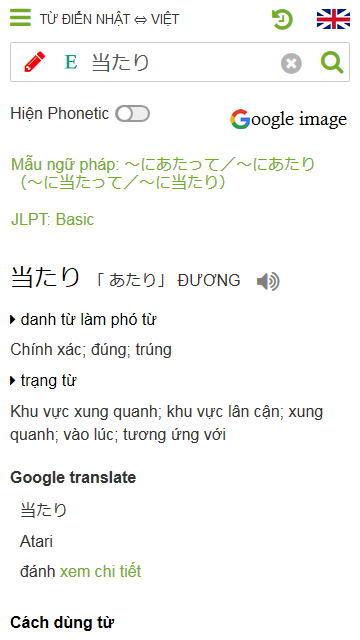 TỪ ĐIỂN NHẬT ⇔ VIỆT
E 当たり
Hiện Phonetic
Google image
Mẫu ngữ pháp: ～にあたって／～にあたり
（～に当たって／～に当たり）
JLPT: Basic
当たり 「 あたり」 ĐƯƠNG
danh từ làm phó từ
Chính xác; đúng; trúng
trạng từ
Khu vực xung quanh; khu vực lân cận; xung
quanh; vào lúc; tương ứng với
Google translate
当たり
Atari
đánh xem chi tiết
Cách dùng từ